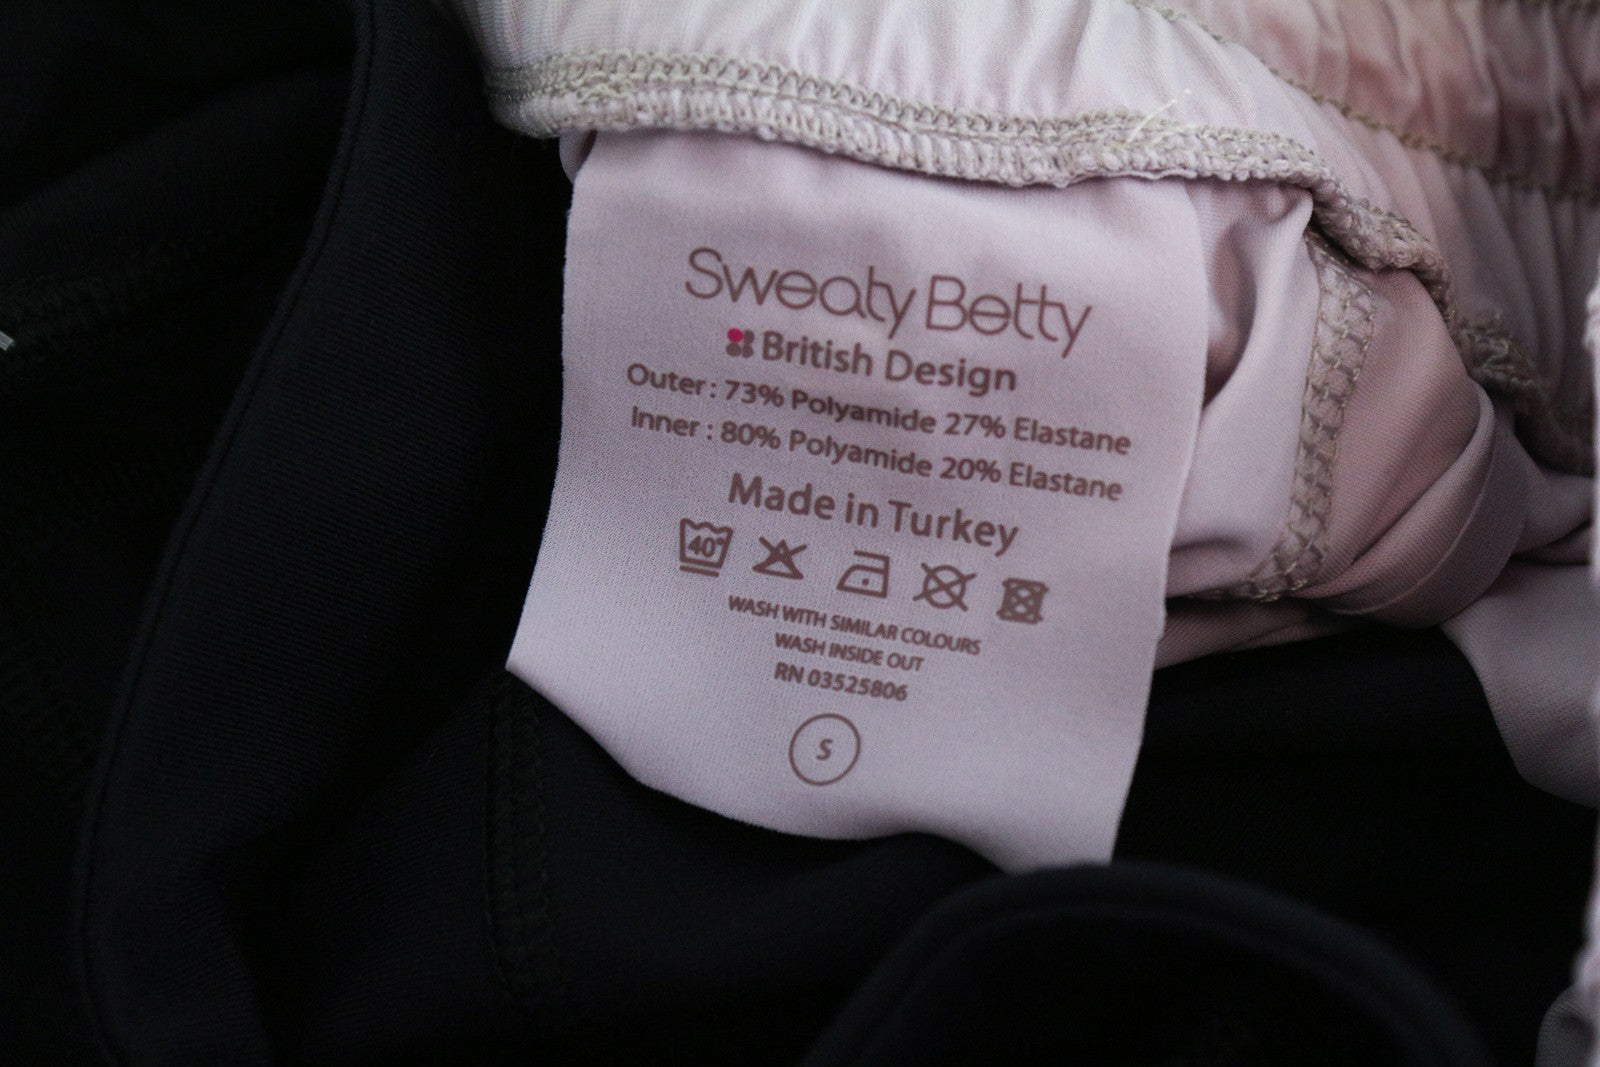 Sweaty Betty
British Design
Outer : 73% Polyamide 27% Elastane
Inner : 80% Polyamide 20% Elastane
Made in Turkey
40°
WASH WITH SIMILAR COLOURS
WASH INSIDE OUT
RN 03525806
S